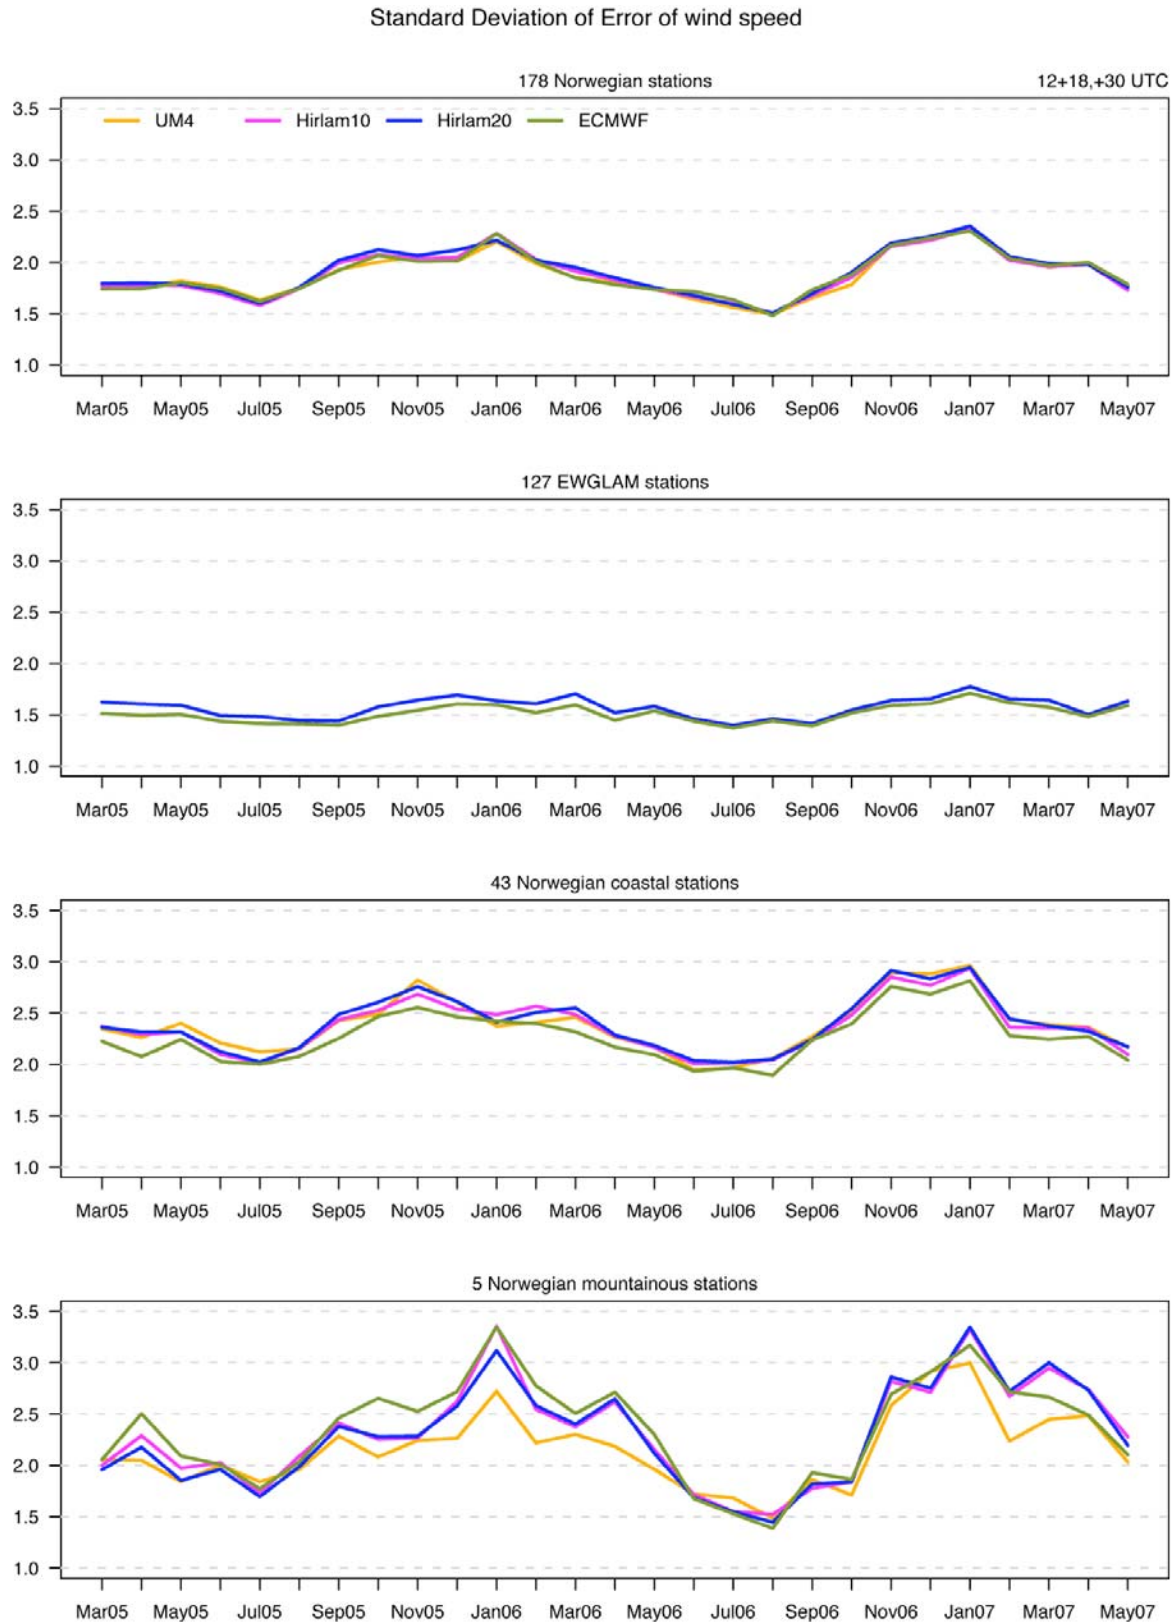 Standard Deviation of Error of wind speed
178 Norwegian stations 12+18,+30 UTC
UM4 Hirlam10 Hirlam20 ECMWF
3.5
3.0
2.5
2.0
1.5
1.0
Mar05 May05 Jul05 Sep05 Nov05 Jan06 Mar06 May06 Jul06 Sep06 Nov06 Jan07 Mar07 May07
127 EWGLAM stations
3.5
3.0
2.5
2.0
1.5
1.0
Mar05 May05 Jul05 Sep05 Nov05 Jan06 Mar06 May06 Jul06 Sep06 Nov06 Jan07 Mar07 May07
43 Norwegian coastal stations
3.5
3.0
2.5
2.0
1.5
1.0
Mar05 May05 Jul05 Sep05 Nov05 Jan06 Mar06 May06 Jul06 Sep06 Nov06 Jan07 Mar07 May07
5 Norwegian mountainous stations
3.5
3.0
2.5
2.0
1.5
1.0
Mar05 May05 Jul05 Sep05 Nov05 Jan06 Mar06 May06 Jul06 Sep06 Nov06 Jan07 Mar07 May07